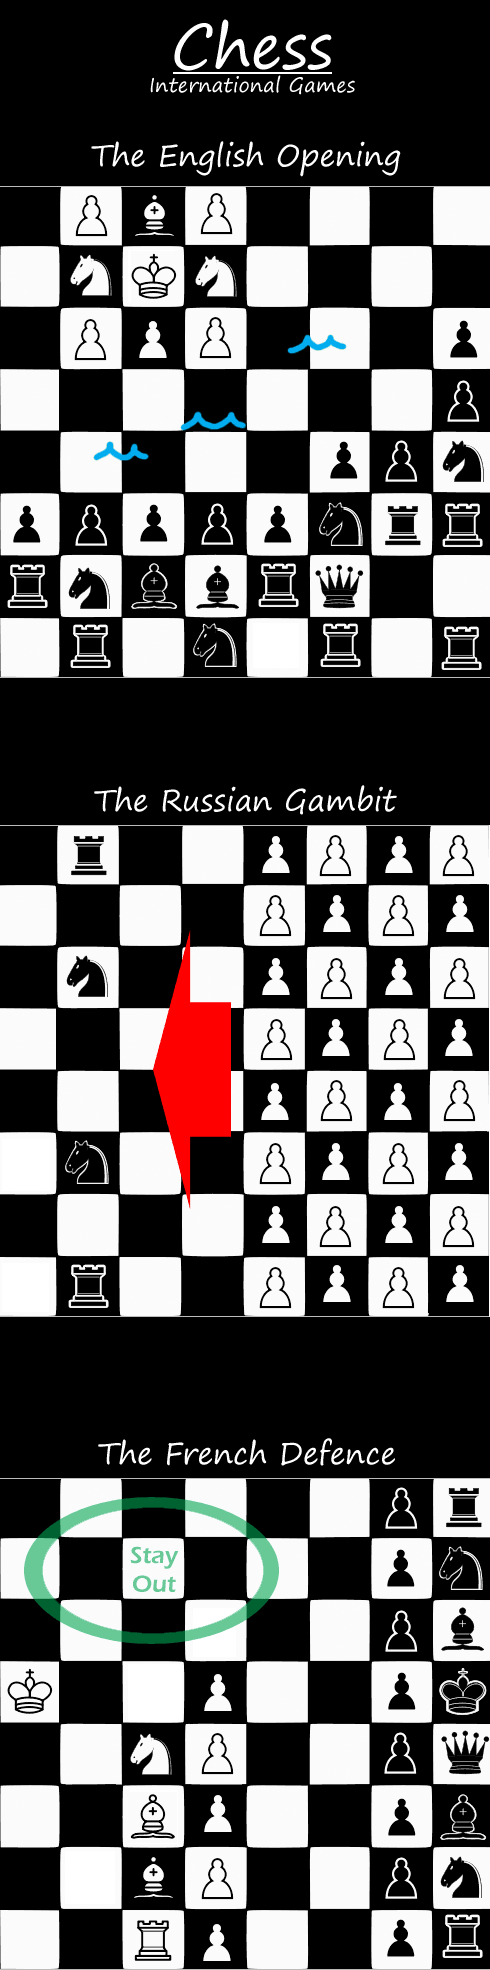 Chess
International Games
The English Opening
The Russian Gambit
The French Defence
Stay
Out